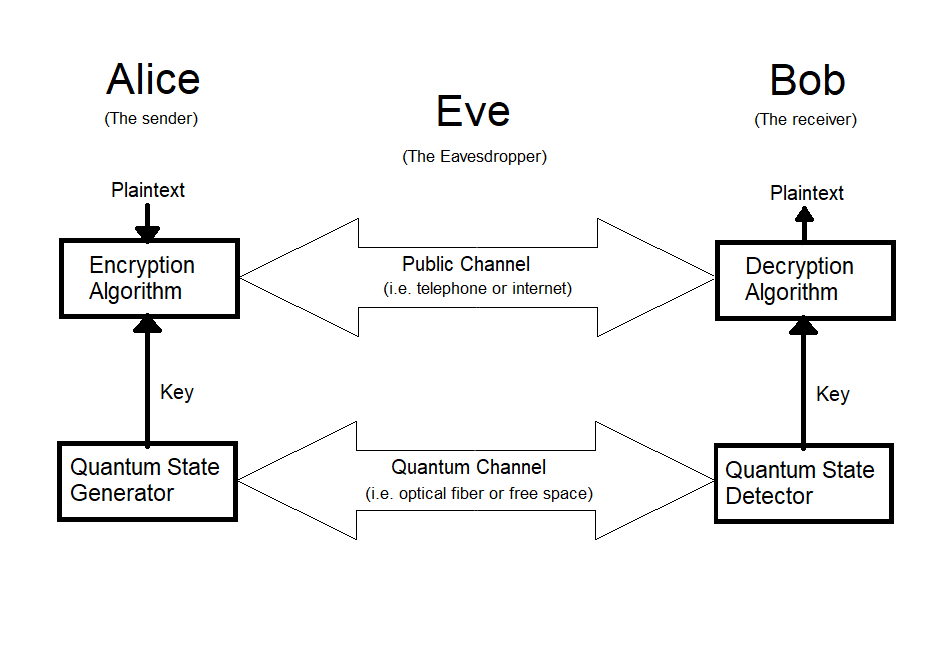 Alice
(The sender)
Eve
(The Eavesdropper)
Bob
(The receiver)
Plaintext
Encryption
Algorithm
Public Channel
(i.e. telephone or internet)
Plaintext
Decryption
Algorithm
Key
Key
Quantum State
Generator
Quantum Channel
(i.e. optical fiber or free space)
Quantum State
Detector